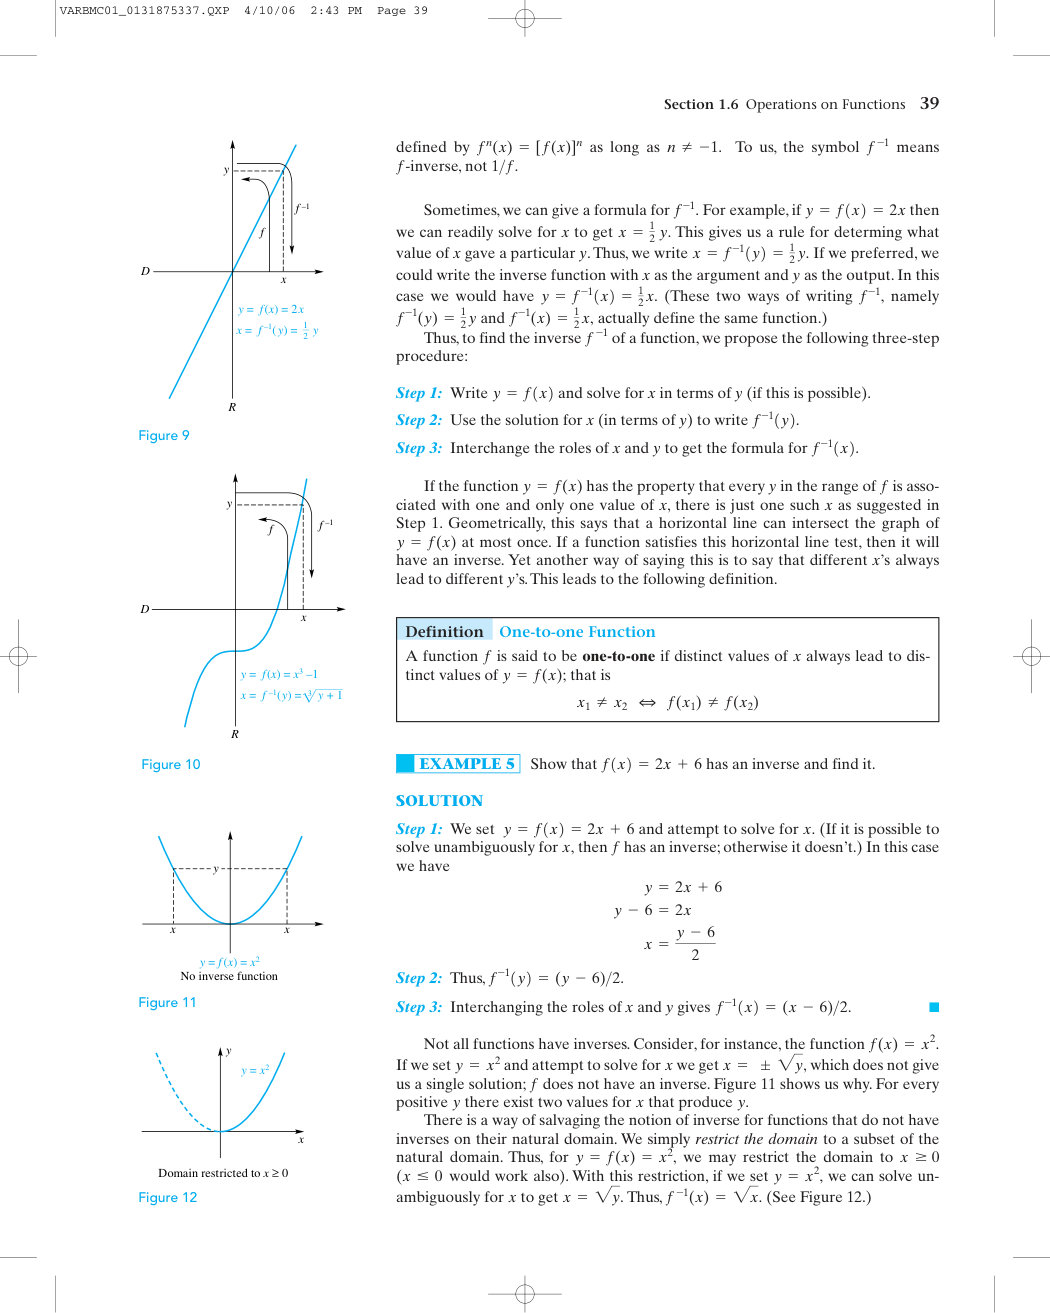 VARBMC01_0131875337.QXP 4/10/06 2:43 PM Page 39
Section 1.6 Operations on Functions 39
defined by fⁿ(x) = [f(x)]ⁿ as long as n ≠ −1. To us, the symbol f⁻¹ means
f-inverse, not 1/f.
Sometimes, we can give a formula for f⁻¹. For example, if y = f(x) = 2x then
we can readily solve for x to get x = ½ y. This gives us a rule for determing what
value of x gave a particular y. Thus, we write x = f⁻¹(y) = ½ y. If we preferred, we
could write the inverse function with x as the argument and y as the output. In this
case we would have y = f⁻¹(x) = ½ x. (These two ways of writing f⁻¹, namely
f⁻¹(y) = ½ y and f⁻¹(x) = ½ x, actually define the same function.)
Thus, to find the inverse f⁻¹ of a function, we propose the following three-step
procedure:
Step 1: Write y = f(x) and solve for x in terms of y (if this is possible).
Step 2: Use the solution for x (in terms of y) to write f⁻¹(y).
Step 3: Interchange the roles of x and y to get the formula for f⁻¹(x).
If the function y = f(x) has the property that every y in the range of f is asso-
ciated with one and only one value of x, there is just one such x as suggested in
Step 1. Geometrically, this says that a horizontal line can intersect the graph of
y = f(x) at most once. If a function satisfies this horizontal line test, then it will
have an inverse. Yet another way of saying this is to say that different x's always
lead to different y's. This leads to the following definition.
Definition One-to-one Function
A function f is said to be one-to-one if distinct values of x always lead to dis-
tinct values of y = f(x); that is
x₁ ≠ x₂ ⇔ f(x₁) ≠ f(x₂)
EXAMPLE 5 Show that f(x) = 2x + 6 has an inverse and find it.
SOLUTION
Step 1: We set y = f(x) = 2x + 6 and attempt to solve for x. (If it is possible to
solve unambiguously for x, then f has an inverse; otherwise it doesn't.) In this case
we have
y = 2x + 6
y − 6 = 2x
x = (y − 6)/2
Step 2: Thus, f⁻¹(y) = (y − 6)/2.
Step 3: Interchanging the roles of x and y gives f⁻¹(x) = (x − 6)/2.
Not all functions have inverses. Consider, for instance, the function f(x) = x².
If we set y = x² and attempt to solve for x we get x = ± √y, which does not give
us a single solution; f does not have an inverse. Figure 11 shows us why. For every
positive y there exist two values for x that produce y.
There is a way of salvaging the notion of inverse for functions that do not have
inverses on their natural domain. We simply restrict the domain to a subset of the
natural domain. Thus, for y = f(x) = x², we may restrict the domain to x ≥ 0
(x ≤ 0 would work also). With this restriction, if we set y = x², we can solve un-
ambiguously for x to get x = √y. Thus, f⁻¹(x) = √x. (See Figure 12.)
y
f⁻¹
f
D
x
y = f(x) = 2x
x = f⁻¹(y) = ½ y
R
Figure 9
y
f
f⁻¹
D
x
y = f(x) = x³ –1
x = f⁻¹(y) = ∛y + 1
R
Figure 10
y
x x
y = f(x) = x²
No inverse function
Figure 11
y
y = x²
x
Domain restricted to x ≥ 0
Figure 12